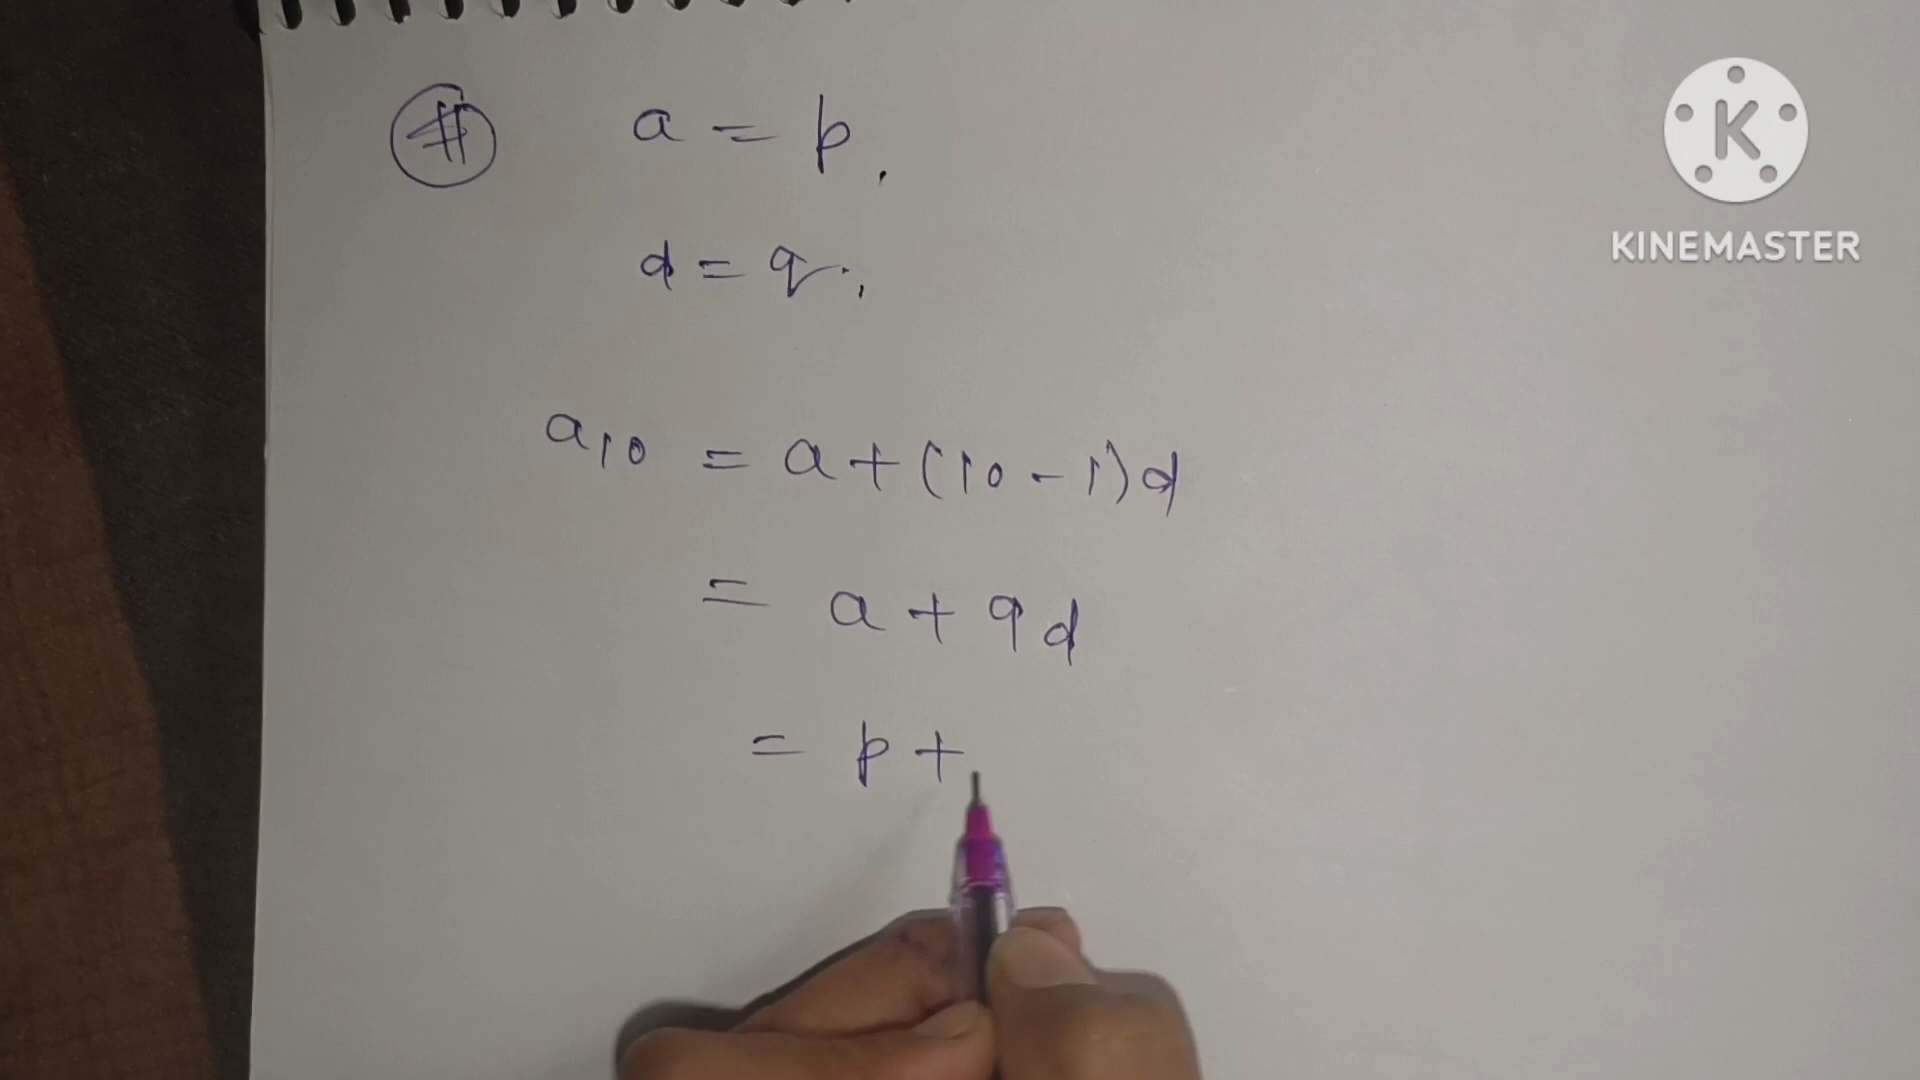 # a = p.
d = q.,
a10 = a + (10 - 1)d
= a + 9d
= p +
K
KINEMASTER